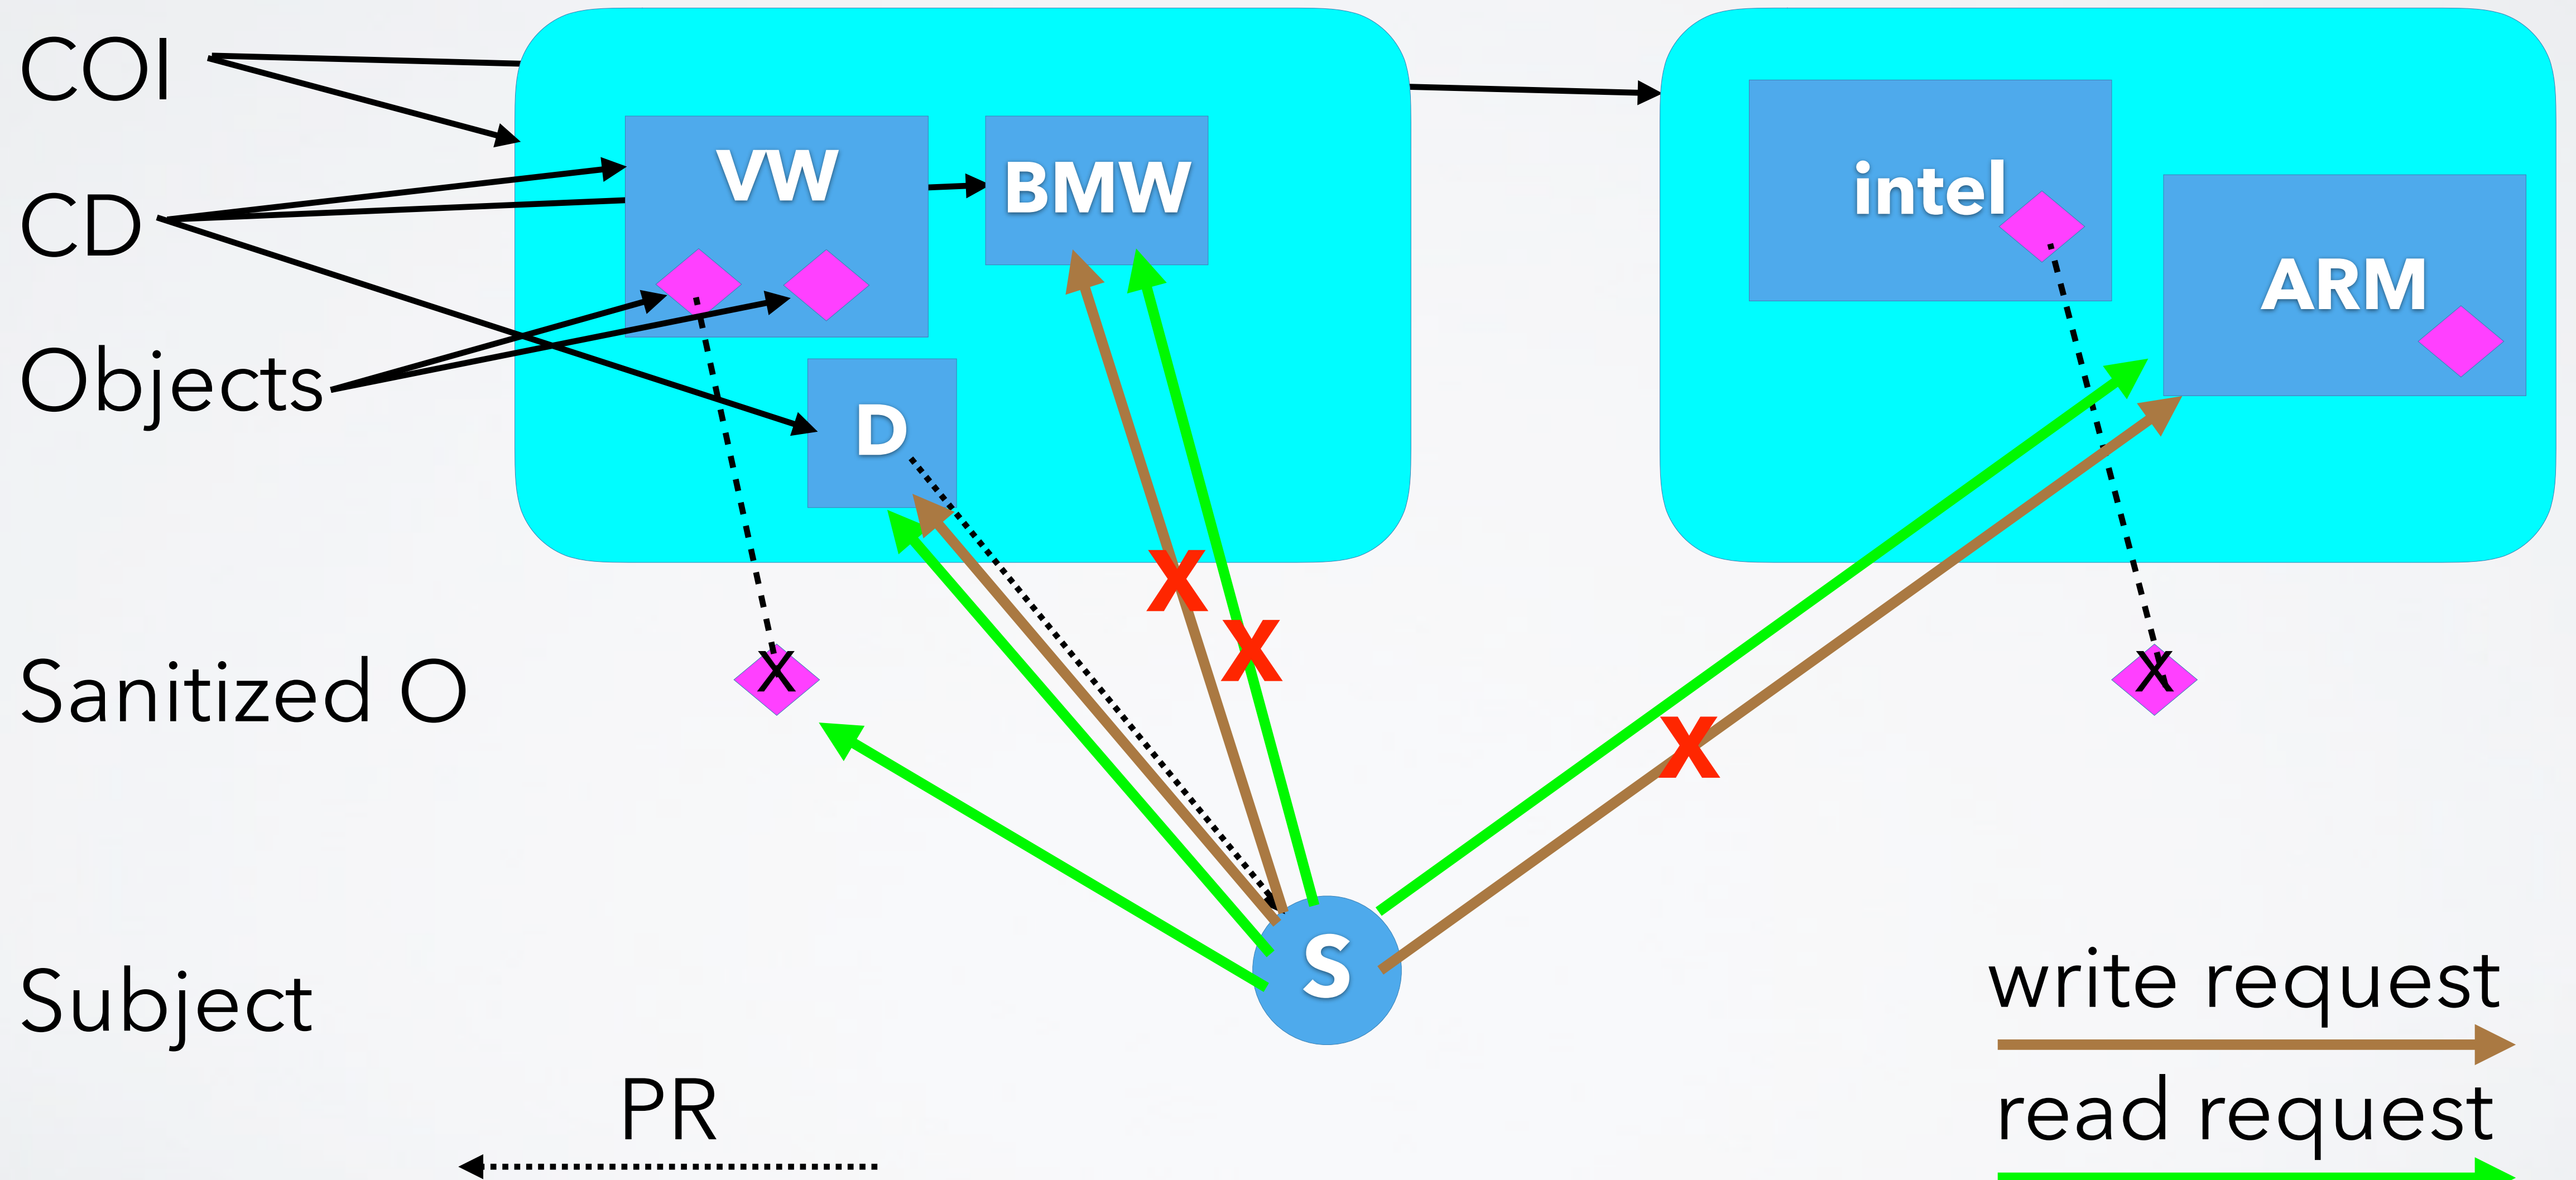 COI
CD
Objects
VW
BMW
D
intel
ARM
X
X
X
Sanitized O
X
X
Subject
S
write request
read request
PR